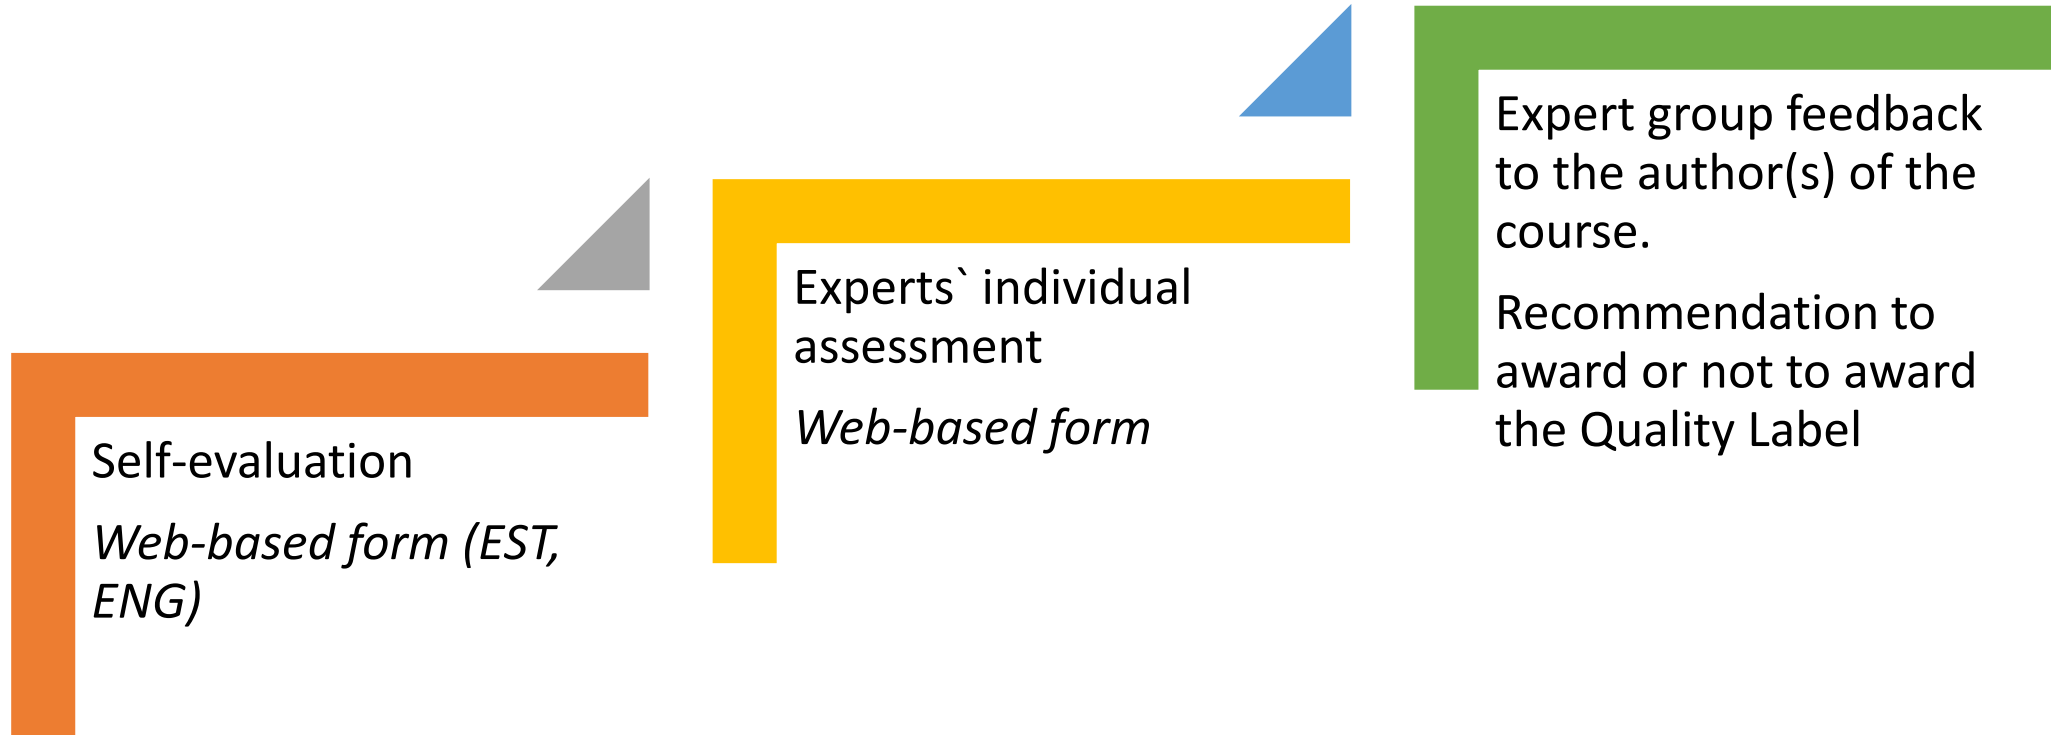 Self-evaluation
Web-based form (EST,
ENG)
Experts` individual
assessment
Web-based form
Expert group feedback
to the author(s) of the
course.
Recommendation to
award or not to award
the Quality Label